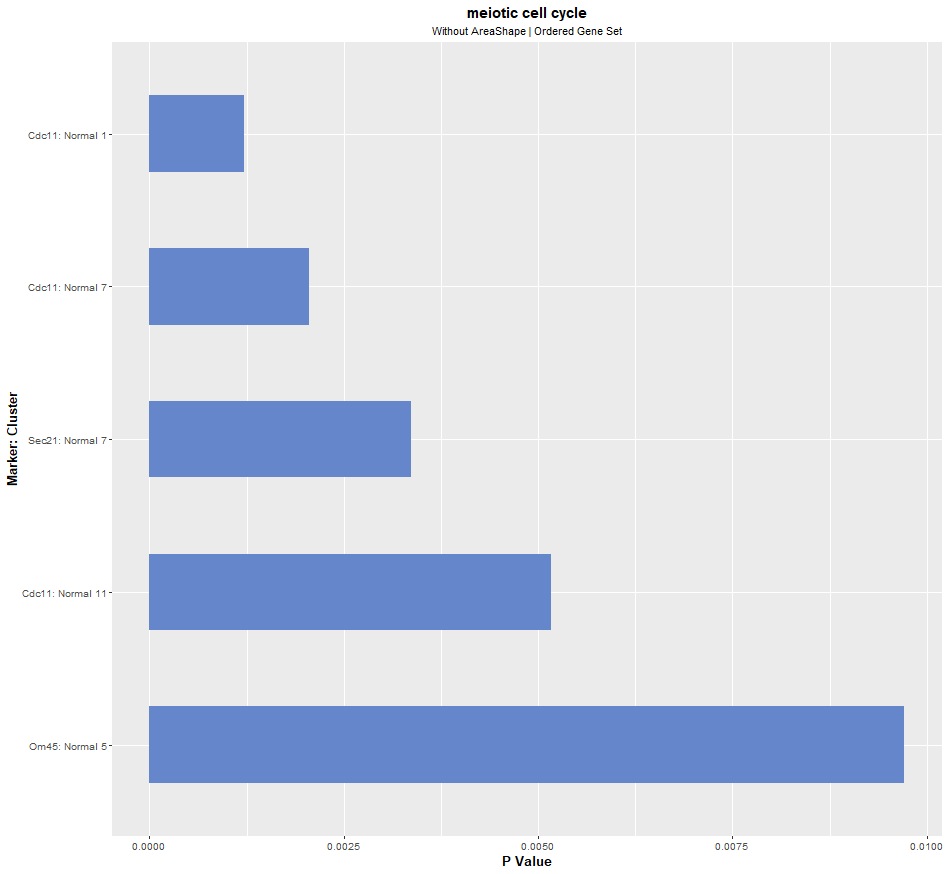 meiotic cell cycle
Without AreaShape | Ordered Gene Set
Marker: Cluster
Cdc11: Normal 1
Cdc11: Normal 7
Sec21: Normal 7
Cdc11: Normal 11
Om45: Normal 5
0.0000 0.0025 0.0050 0.0075 0.0100
P Value